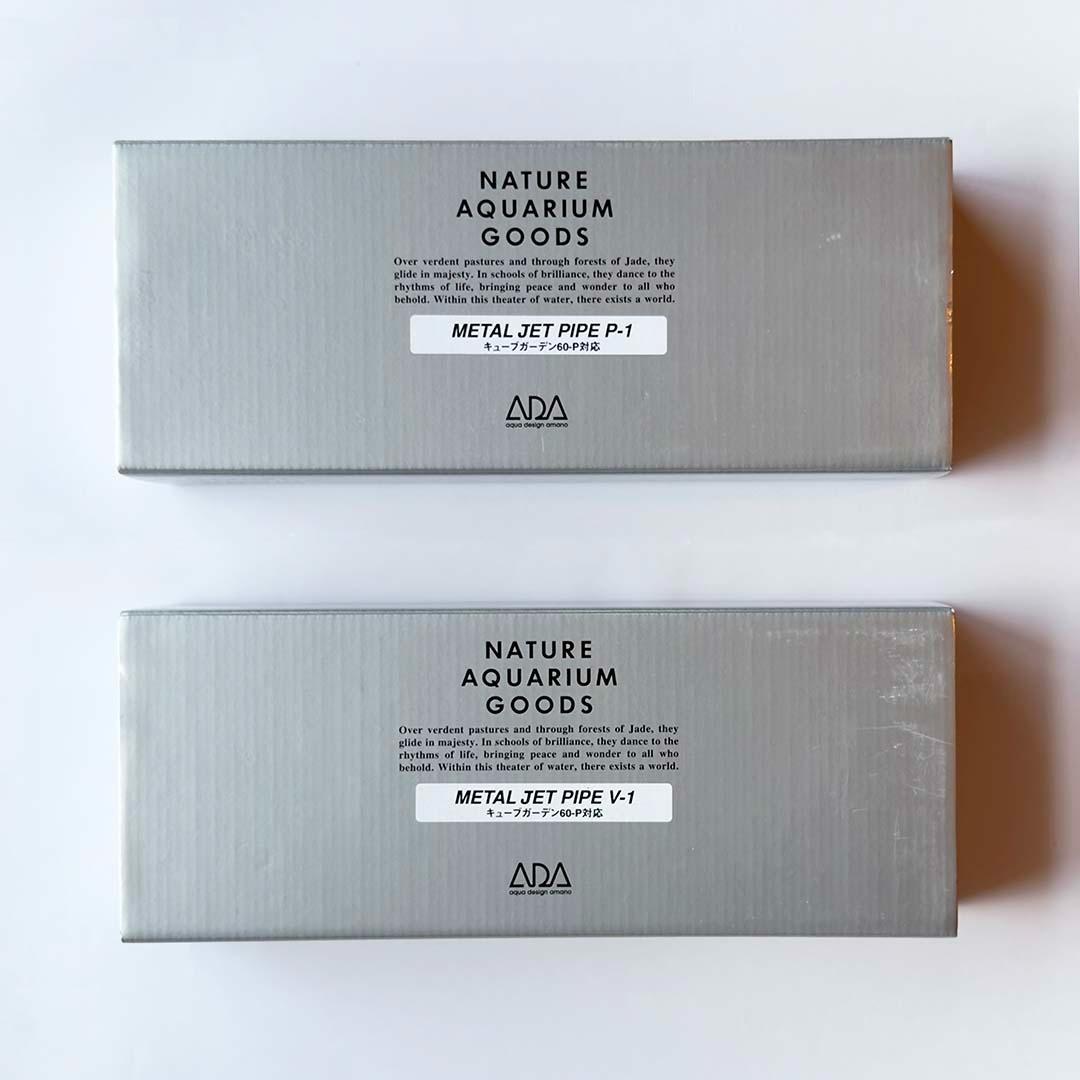 NATURE
AQUARIUM
GOODS
Over verdent pastures and through forests of Jade, they
glide in majesty. In schools of brilliance, they dance to the
rhythms of life, bringing peace and wonder to all who
behold. Within this theater of water, there exists a world.
METAL JET PIPE P-1
キューブガーデン60-P対応
ADA
aqua design amano
NATURE
AQUARIUM
GOODS
Over verdent pastures and through forests of Jade, they
glide in majesty. In schools of brilliance, they dance to the
rhythms of life, bringing peace and wonder to all who
behold. Within this theater of water, there exists a world.
METAL JET PIPE V-1
キューブガーデン60-P対応
ADA
aqua design amano